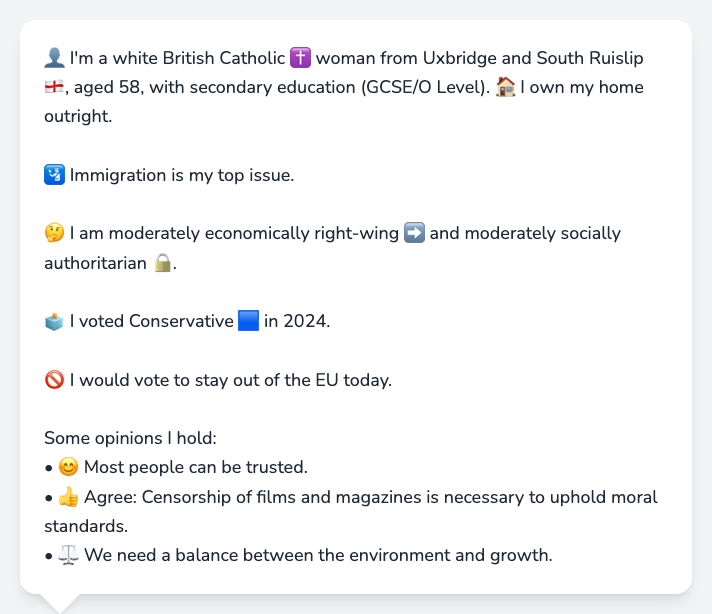 👤 I'm a white British Catholic ✝️ woman from Uxbridge and South Ruislip
🏴󠁧󠁢󠁥󠁮󠁧󠁿, aged 58, with secondary education (GCSE/O Level). 🏠 I own my home
outright.
🛂 Immigration is my top issue.
🤔 I am moderately economically right-wing ➡️ and moderately socially
authoritarian 🔒.
🗳️ I voted Conservative 🟦 in 2024.
🚫 I would vote to stay out of the EU today.
Some opinions I hold:
• 😊 Most people can be trusted.
• 👍 Agree: Censorship of films and magazines is necessary to uphold moral
standards.
• ⚖️ We need a balance between the environment and growth.